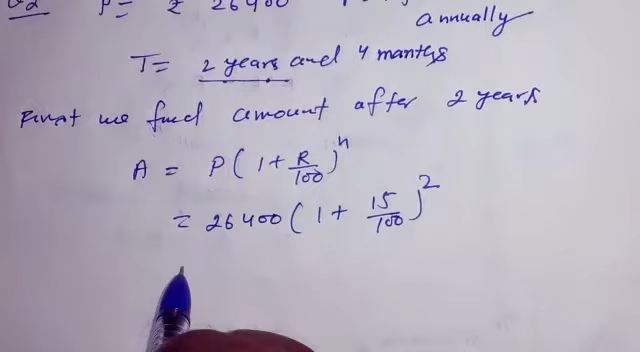 P = ₹ 26400
annually
T = 2 years and 4 months
First we find amount after 2 years
A = P(1 + R/100)^n
= 26400(1 + 15/100)^2